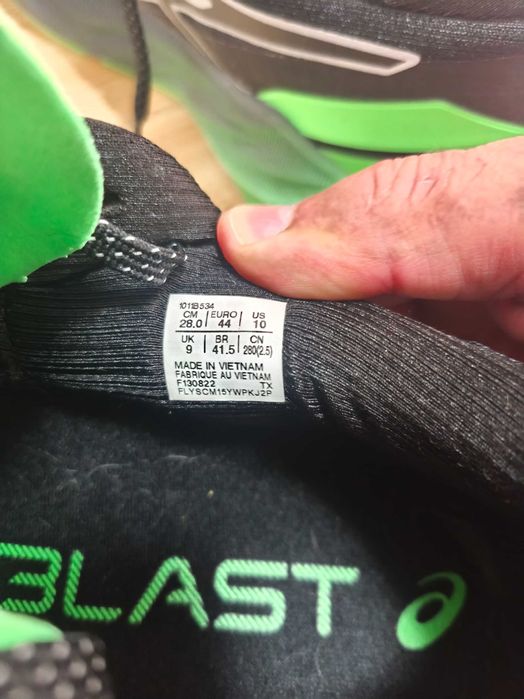 1011B534
CM EURO US
28.0 44 10
UK BR CN
9 41.5 280(2.5)
MADE IN VIETNAM
FABRIQUE AU VIETNAM
F130822 TX
FLYSCM15YWPKJ2P
BLAST